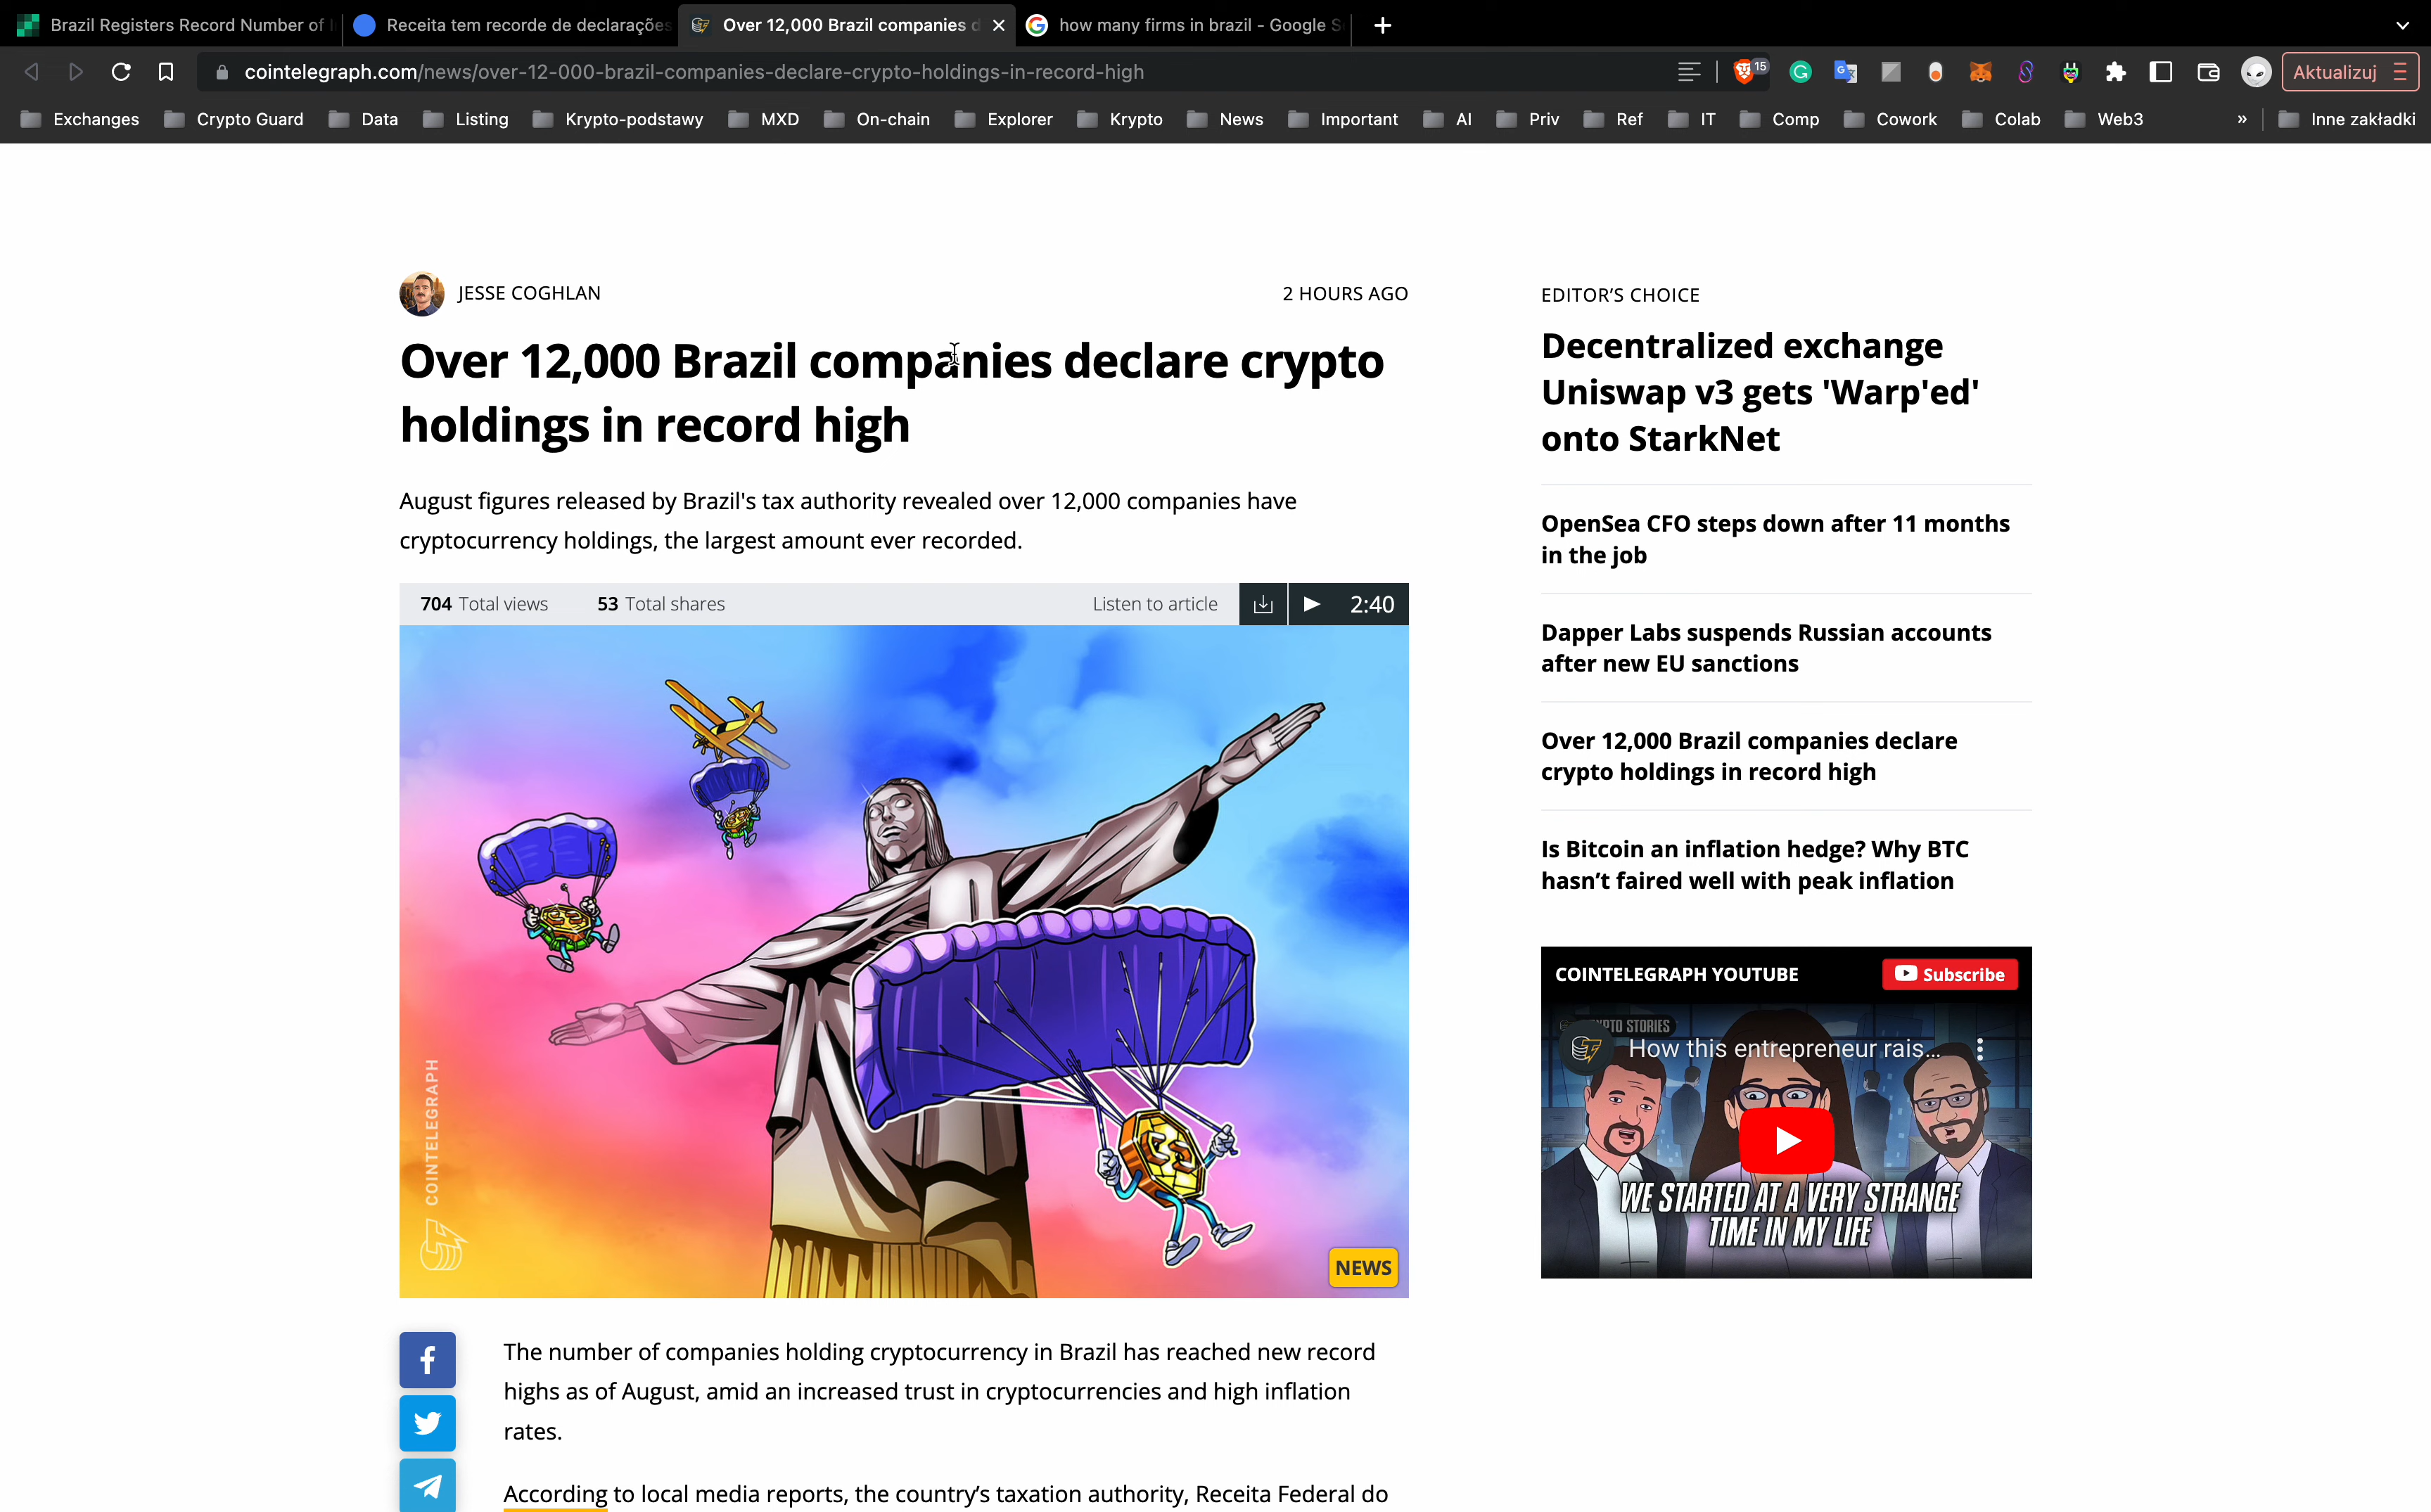 Brazil Registers Record Number of
Receita tem recorde de declarações
Over 12,000 Brazil companies
how many firms in brazil - Google
cointelegraph.com/news/over-12-000-brazil-companies-declare-crypto-holdings-in-record-high
15
Aktualizuj
Exchanges
Crypto Guard
Data
Listing
Krypto-podstawy
MXD
On-chain
Explorer
Krypto
News
Important
AI
Priv
Ref
IT
Comp
Cowork
Colab
Web3
»
Inne zakładki
JESSE COGHLAN
2 HOURS AGO
Over 12,000 Brazil companies declare crypto
holdings in record high
August figures released by Brazil's tax authority revealed over 12,000 companies have
cryptocurrency holdings, the largest amount ever recorded.
704 Total views
53 Total shares
Listen to article
2:40
COINTELEGRAPH
NEWS
The number of companies holding cryptocurrency in Brazil has reached new record
highs as of August, amid an increased trust in cryptocurrencies and high inflation
rates.
According to local media reports, the country's taxation authority, Receita Federal do
EDITOR'S CHOICE
Decentralized exchange
Uniswap v3 gets 'Warp'ed'
onto StarkNet
OpenSea CFO steps down after 11 months
in the job
Dapper Labs suspends Russian accounts
after new EU sanctions
Over 12,000 Brazil companies declare
crypto holdings in record high
Is Bitcoin an inflation hedge? Why BTC
hasn't faired well with peak inflation
COINTELEGRAPH YOUTUBE
Subscribe
STORIES
How this entrepreneur rais...
WE STARTED AT A VERY STRANGE
TIME IN MY LIFE